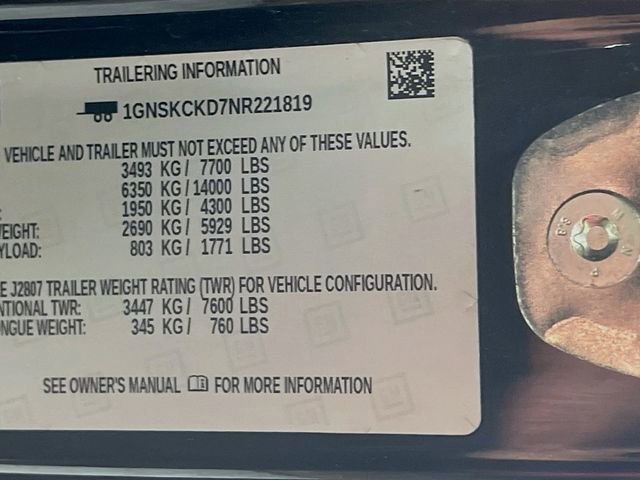 TRAILERING INFORMATION
1GNSKCKD7NR221819
VEHICLE AND TRAILER MUST NOT EXCEED ANY OF THESE VALUES.
3493 KG/ 7700 LBS
6350 KG/ 14000 LBS
: 1950 KG/ 4300 LBS
EIGHT: 2690 KG/ 5929 LBS
YLOAD: 803 KG/ 1771 LBS
E J2807 TRAILER WEIGHT RATING (TWR) FOR VEHICLE CONFIGURATION.
NTIONAL TWR: 3447 KG/ 7600 LBS
NGUE WEIGHT: 345 KG/ 760 LBS
SEE OWNER'S MANUAL FOR MORE INFORMATION